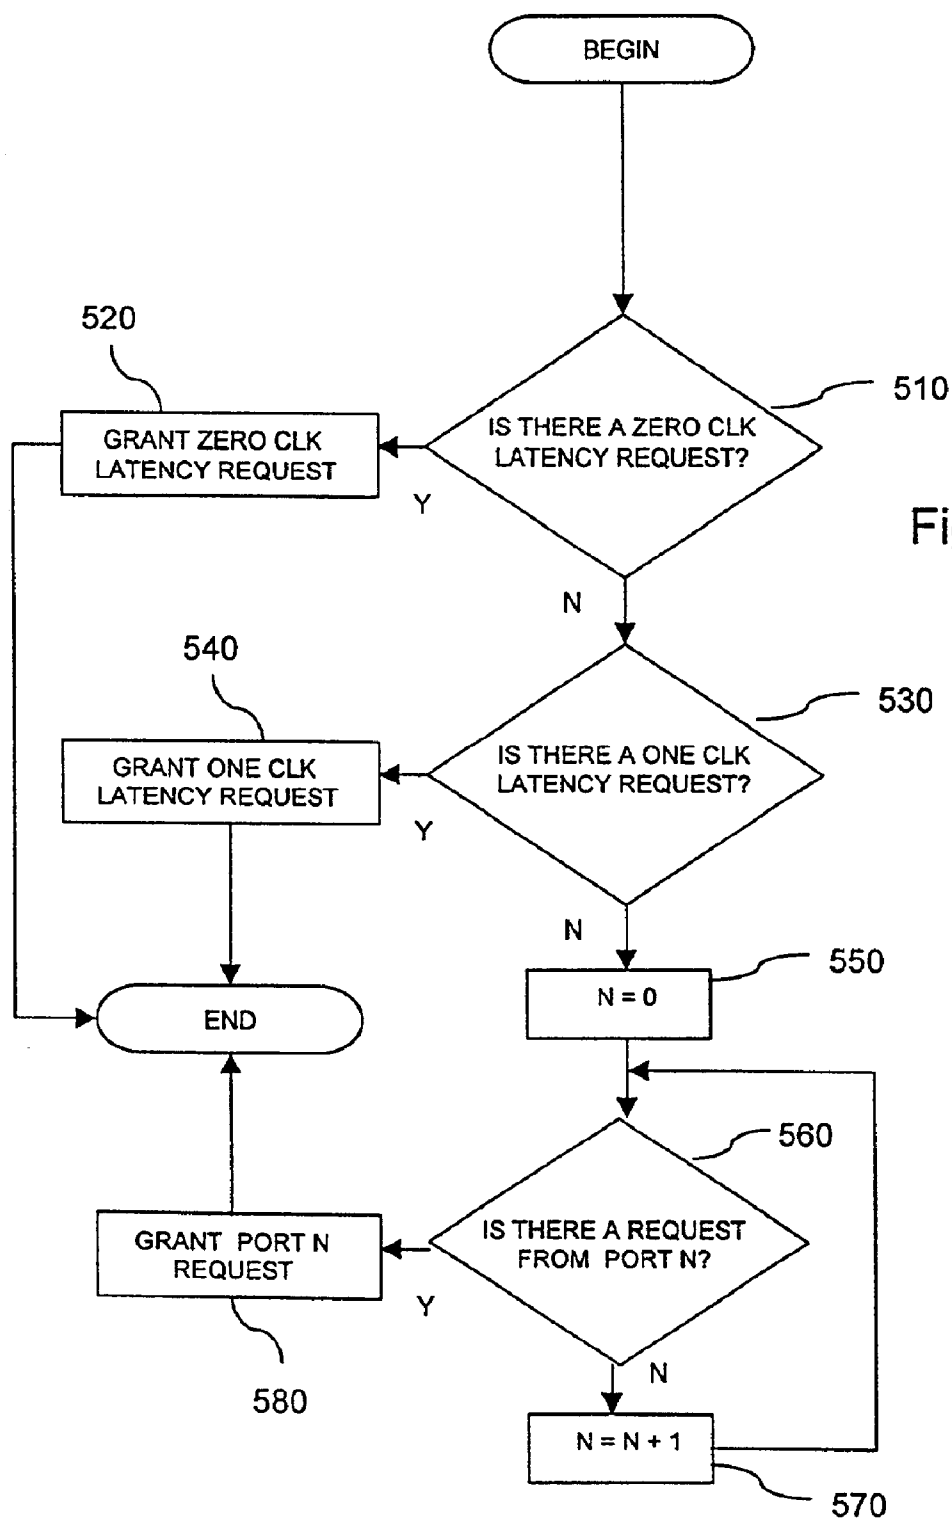 BEGIN
520
510
IS THERE A ZERO CLK
LATENCY REQUEST?
GRANT ZERO CLK
LATENCY REQUEST
Y
Fi
N
540
530
IS THERE A ONE CLK
LATENCY REQUEST?
GRANT ONE CLK
LATENCY REQUEST
Y
N
550
N = 0
END
560
IS THERE A REQUEST
FROM PORT N?
GRANT PORT N
REQUEST
Y
N
580
N = N + 1
570